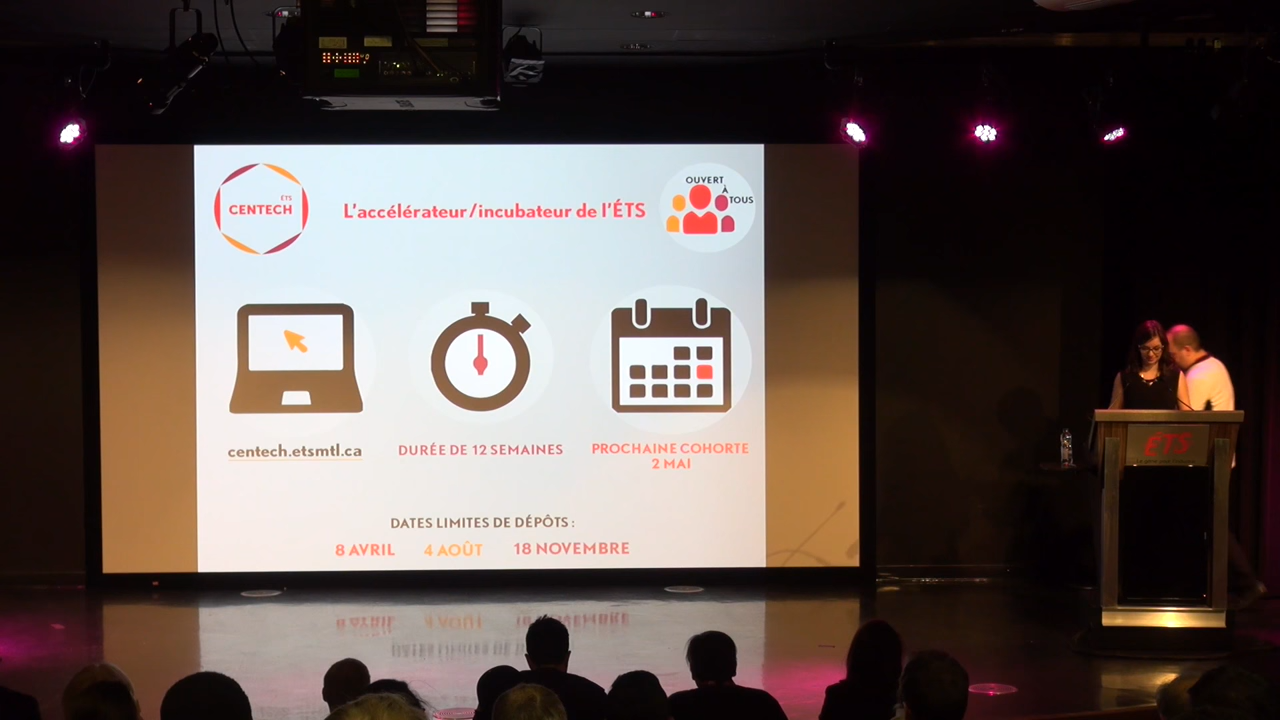 ÉTS
CENTECH
L'accélérateur/incubateur de l'ÉTS
OUVERT
À
TOUS
centech.etsmtl.ca
DURÉE DE 12 SEMAINES
PROCHAINE COHORTE
2 MAI
DATES LIMITES DE DÉPÔTS :
8 AVRIL 4 AOÛT 18 NOVEMBRE
ÉTS